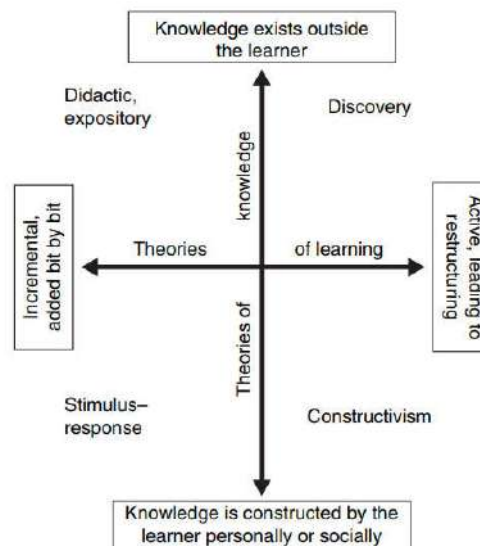 Knowledge exists outside
the learner
Didactic,
expository
Discovery
knowledge
Incremental,
added bit by bit
Theories
of learning
Active, leading to
restructuring
Theories of
Stimulus–
response
Constructivism
Knowledge is constructed by the
learner personally or socially